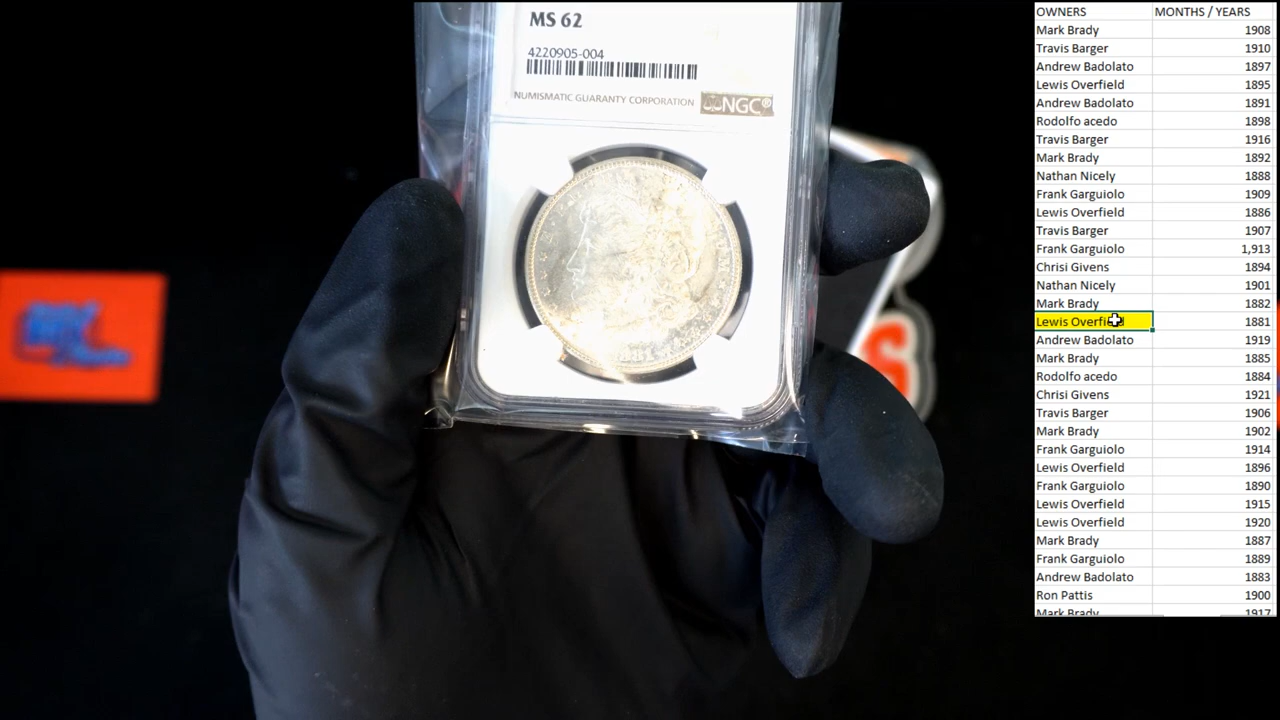 MS 62
4220905-004
NUMISMATIC GUARANTY CORPORATION NGC®
1881
OWNERS MONTHS / YEARS
Mark Brady 1908
Travis Barger 1910
Andrew Badolato 1897
Lewis Overfield 1895
Andrew Badolato 1891
Rodolfo acedo 1898
Travis Barger 1916
Mark Brady 1892
Nathan Nicely 1888
Frank Garguiolo 1909
Lewis Overfield 1886
Travis Barger 1907
Frank Garguiolo 1,913
Chrisi Givens 1894
Nathan Nicely 1901
Mark Brady 1882
Lewis Overfield 1881
Andrew Badolato 1919
Mark Brady 1885
Rodolfo acedo 1884
Chrisi Givens 1921
Travis Barger 1906
Mark Brady 1902
Frank Garguiolo 1914
Lewis Overfield 1896
Frank Garguiolo 1890
Lewis Overfield 1915
Lewis Overfield 1920
Mark Brady 1887
Frank Garguiolo 1889
Andrew Badolato 1883
Ron Pattis 1900
Mark Brady 1917